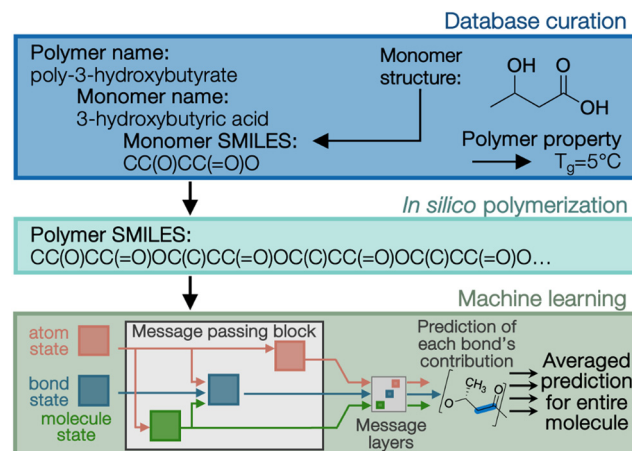 Database curation
Polymer name:
poly-3-hydroxybutyrate
Monomer name:
3-hydroxybutyric acid
Monomer SMILES:
CC(O)CC(=O)O
Monomer
structure:
OH
O
OH
Polymer property
Tg=5°C
In silico polymerization
Polymer SMILES:
CC(O)CC(=O)OC(C)CC(=O)OC(C)CC(=O)OC(C)CC(=O)O...
Machine learning
atom
state
bond
state
molecule
state
Message passing block
Message
layers
Prediction of
each bond's
contribution
CH3
O
O
Averaged
prediction
for entire
molecule